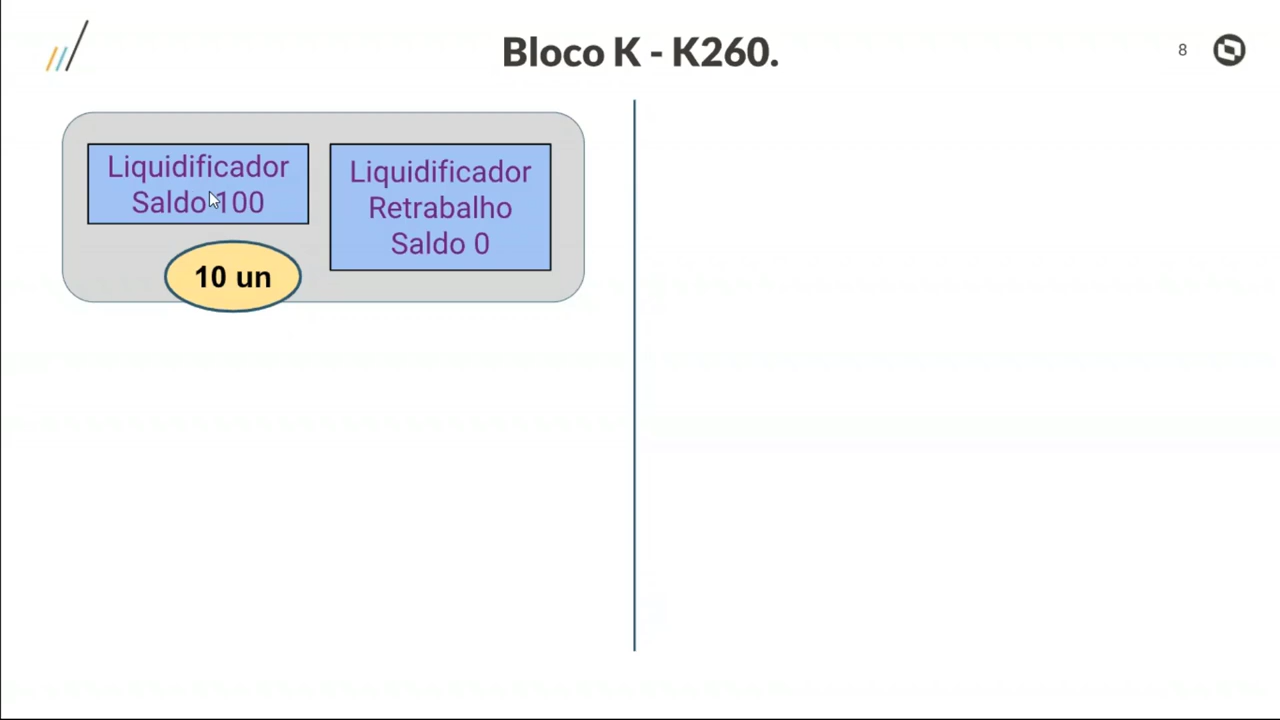 Bloco K - K260.
8
Liquidificador
Saldo 100
Liquidificador
Retrabalho
Saldo 0
10 un